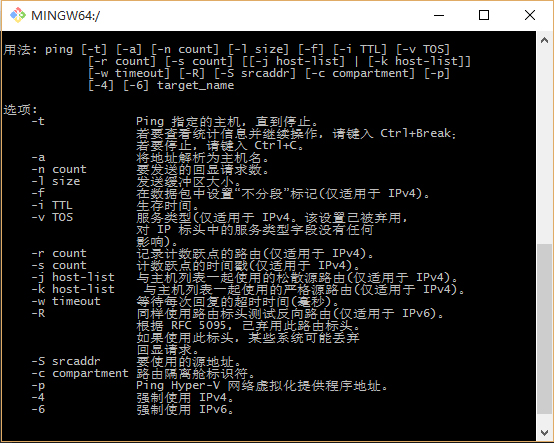 MINGW64:/
用法: ping [-t] [-a] [-n count] [-l size] [-f] [-i TTL] [-v TOS]
[-r count] [-s count] [[-j host-list] | [-k host-list]]
[-w timeout] [-R] [-S srcaddr] [-c compartment] [-p]
[-4] [-6] target_name
选项:
-t Ping 指定的主机，直到停止。
若要查看统计信息并继续操作，请键入 Ctrl+Break;
若要停止，请键入 Ctrl+C。
-a 将地址解析为主机名。
-n count 要发送的回显请求数。
-l size 发送缓冲区大小。
-f 在数据包中设置“不分段”标记(仅适用于 IPv4)。
-i TTL 生存时间。
-v TOS 服务类型(仅适用于 IPv4。该设置已被弃用，
对 IP 标头中的服务类型字段没有任何
影响)。
-r count 记录计数跃点的路由(仅适用于 IPv4)。
-s count 计数跃点的时间戳(仅适用于 IPv4)。
-j host-list 与主机列表一起使用的松散源路由(仅适用于 IPv4)。
-k host-list 与主机列表一起使用的严格源路由(仅适用于 IPv4)。
-w timeout 等待每次回复的超时时间(毫秒)。
-R 同样使用路由标头测试反向路由(仅适用于 IPv6)。
根据 RFC 5095，已弃用此路由标头。
如果使用此标头，某些系统可能丢弃
回显请求。
-S srcaddr 要使用的源地址。
-c compartment 路由隔离舱标识符。
-p Ping Hyper-V 网络虚拟化提供程序地址。
-4 强制使用 IPv4。
-6 强制使用 IPv6。